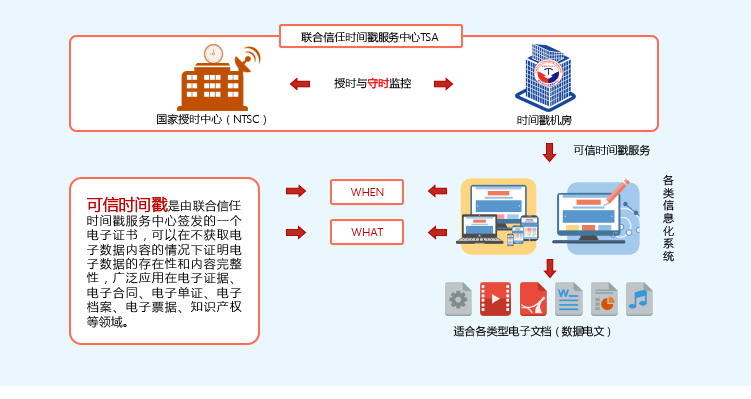 联合信任时间戳服务中心TSA
授时与守时监控
国家授时中心（NTSC）
时间戳机房
可信时间戳服务
可信时间戳是由联合信任
时间戳服务中心签发的一个
电子证书，可以在不获取电
子数据内容的情况下证明电
子数据的存在性和内容完整
性，广泛应用在电子证据、
电子合同、电子单证、电子
档案、电子票据、知识产权
等领域。
WHEN
WHAT
各类信息化系统
W
适合各类型电子文档（数据电文）